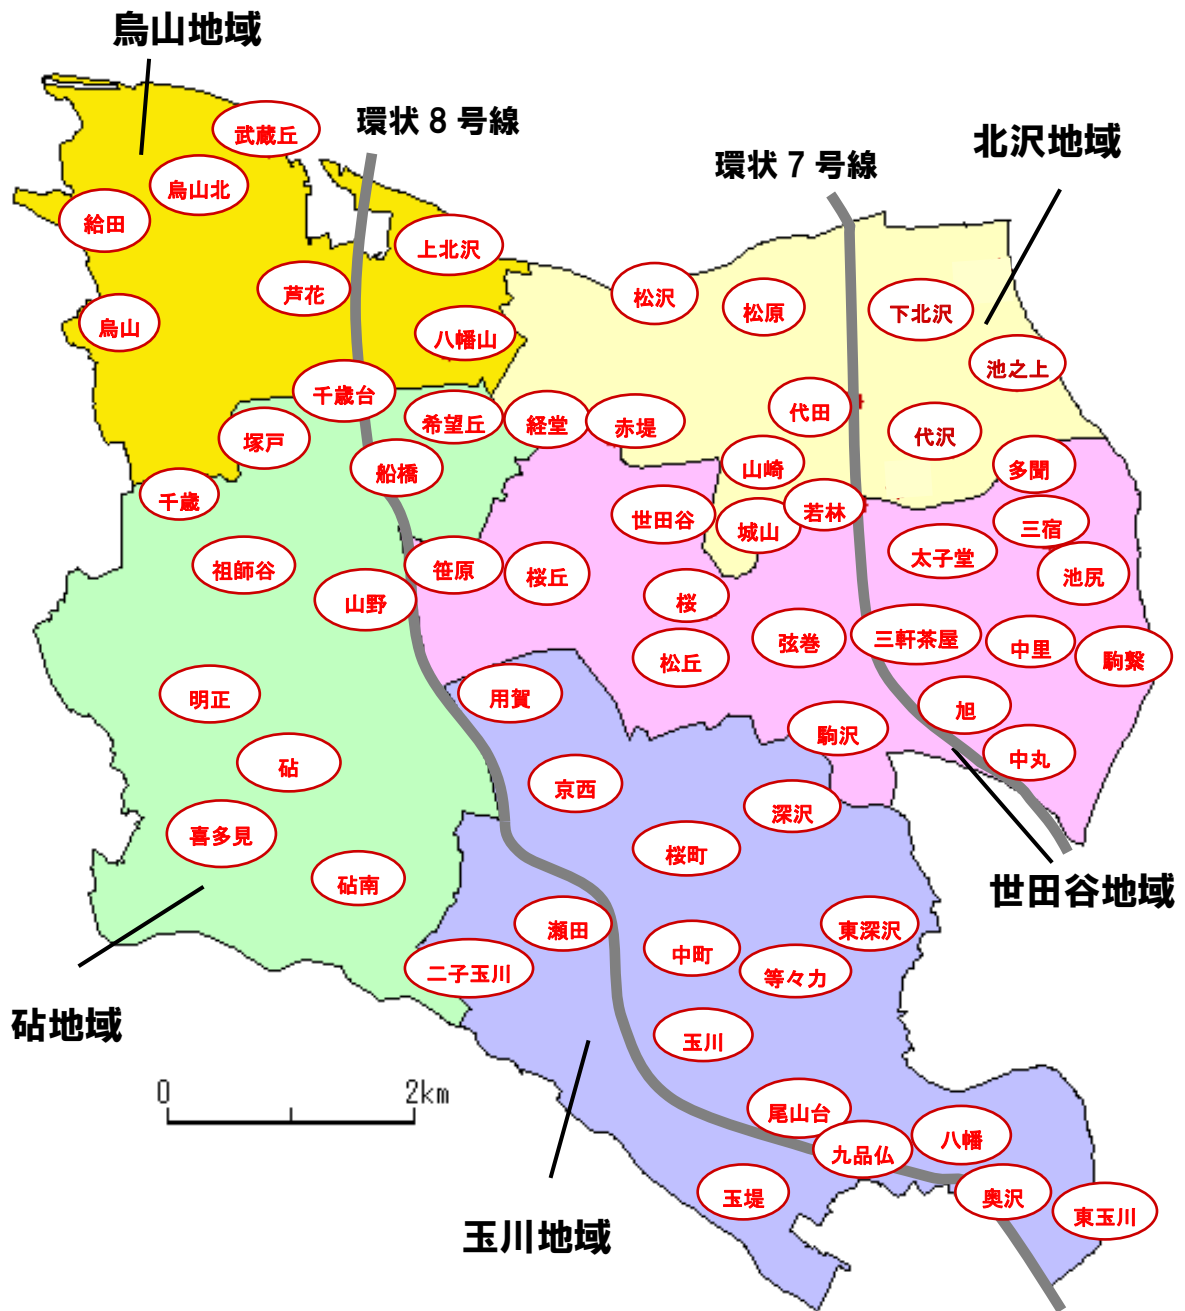 烏山地域
武蔵丘
環状８号線
北沢地域
環状７号線
烏山北
給田
上北沢
芦花
松沢
松原
下北沢
烏山
八幡山
池之上
千歳台
希望丘
経堂
赤堤
代田
代沢
塚戸
船橋
山崎
多聞
千歳
世田谷
城山
若林
三宿
太子堂
祖師谷
笹原
桜丘
池尻
山野
桜
弦巻
三軒茶屋
中里
駒繋
松丘
明正
用賀
旭
駒沢
中丸
砧
京西
深沢
喜多見
桜町
砧南
世田谷地域
瀬田
東深沢
中町
二子玉川
等々力
砧地域
玉川
0
2km
尾山台
九品仏
八幡
玉堤
奥沢
東玉川
玉川地域